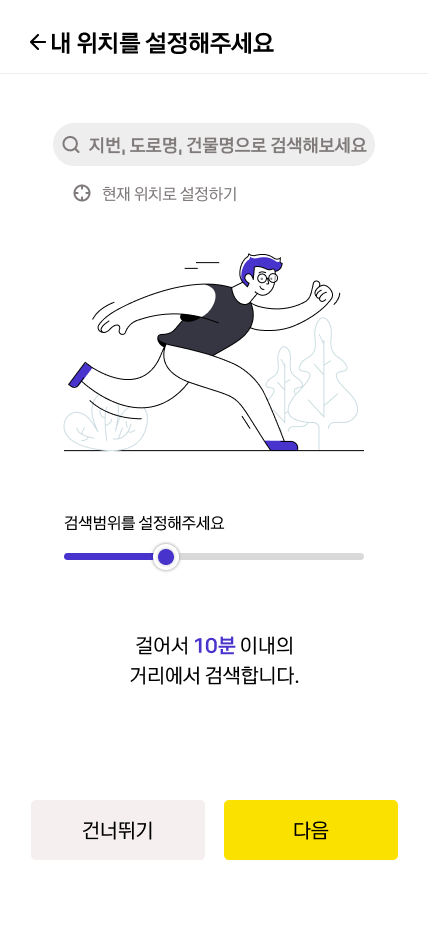 내 위치를 설정해주세요
지번, 도로명, 건물명으로 검색해보세요
현재 위치로 설정하기
검색범위를 설정해주세요
걸어서 10분 이내의
거리에서 검색합니다.
건너뛰기
다음